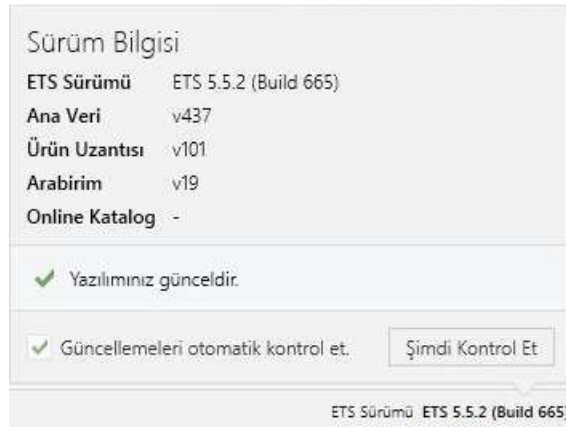 Sürüm Bilgisi
ETS Sürümü ETS 5.5.2 (Build 665)
Ana Veri v437
Ürün Uzantısı v101
Arabirim v19
Online Katalog -
Yazılımınız günceldir.
Güncellemeleri otomatik kontrol et. Şimdi Kontrol Et
ETS Sürümü ETS 5.5.2 (Build 665)